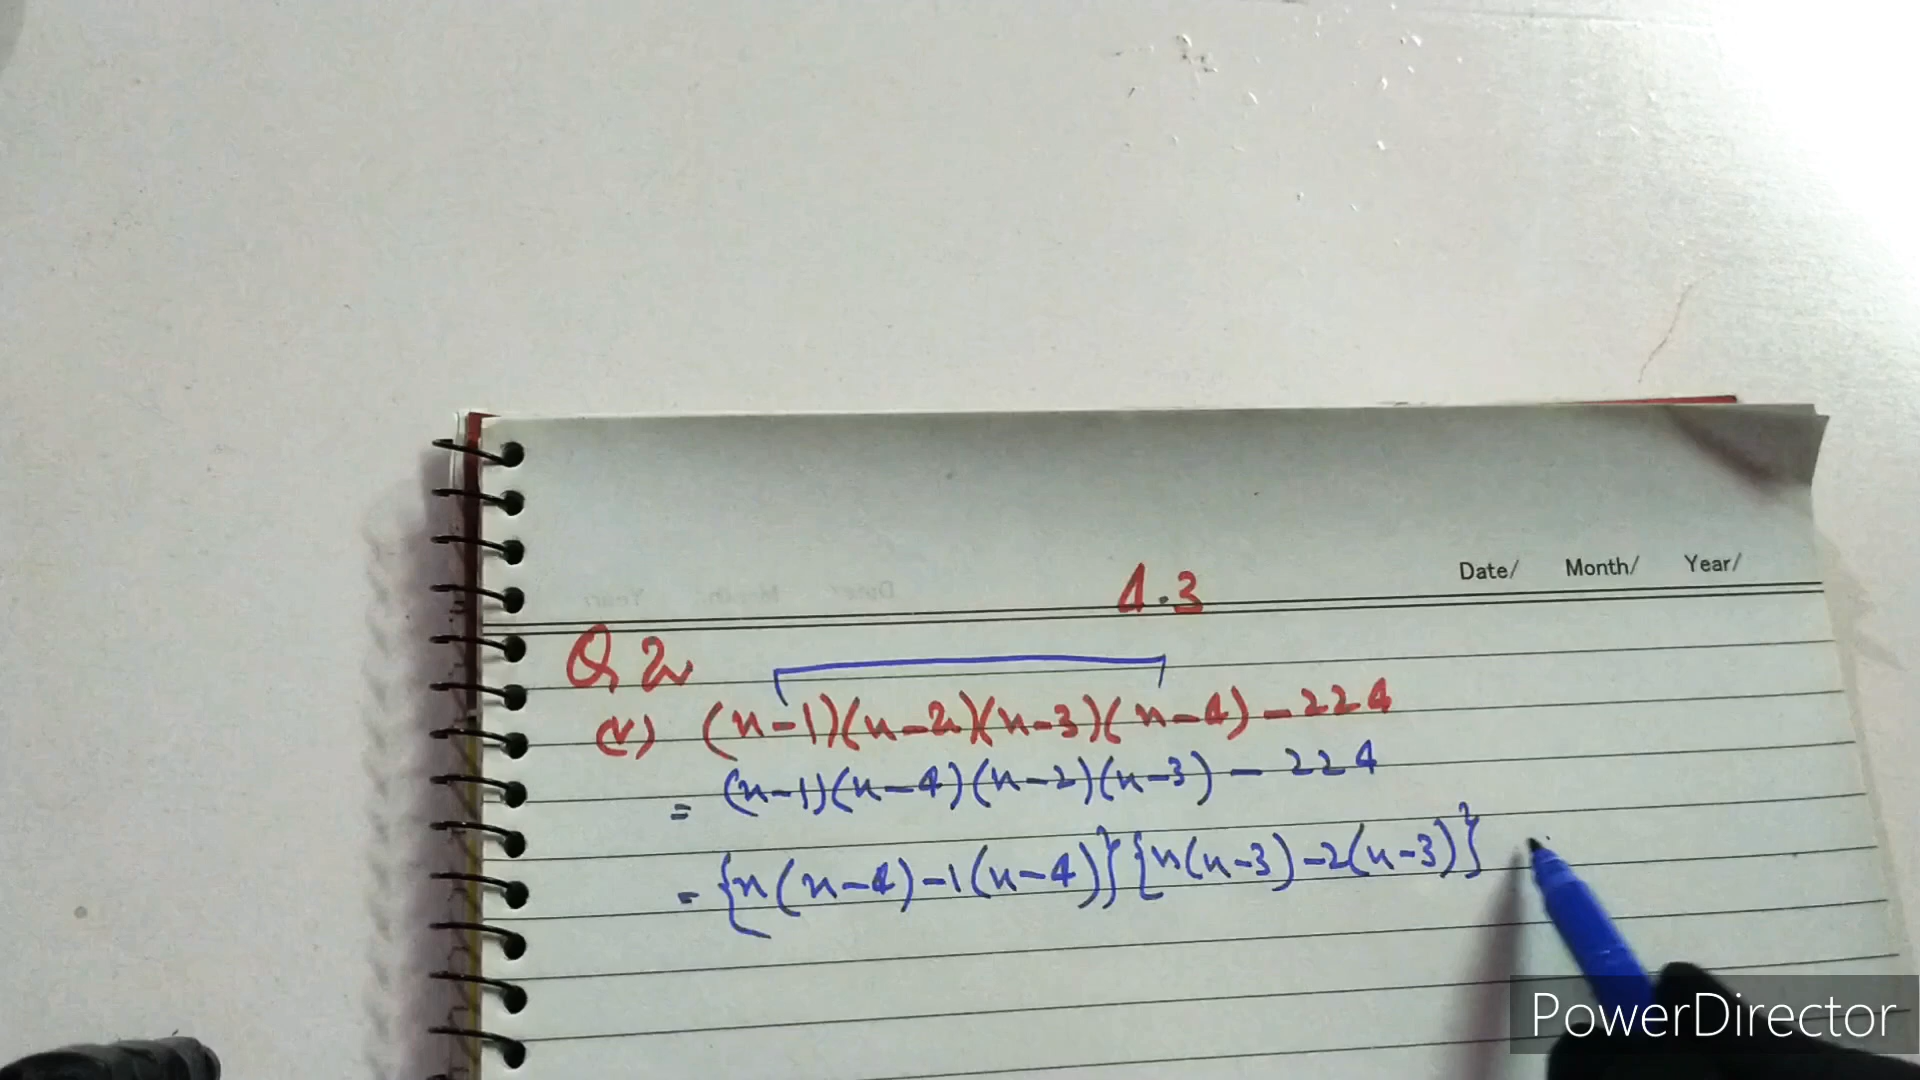 Date/ Month/ Year/
4.3
Q2
(v) (x-1)(x-2)(x-3)(x-4)-224
= (x-1)(x-4)(x-2)(x-3)-224
= {x(x-4)-1(x-4)}{x(x-3)-2(x-3)}
PowerDirector